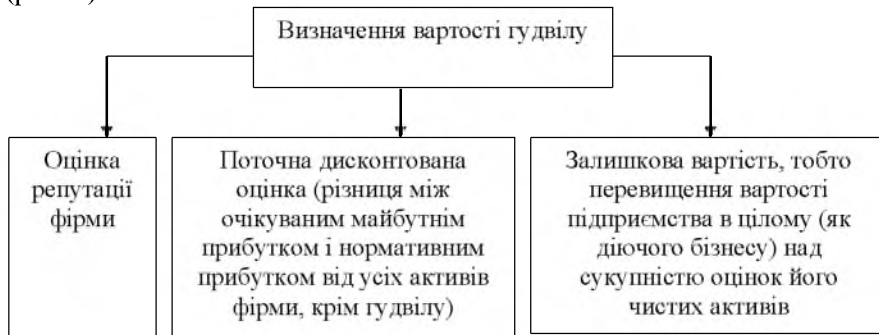 Визначення вартості гудвілу
Оцінка
репутації
фірми
Поточна дисконтована
оцінка (різниця між
очікуваним майбутнім
прибутком і нормативним
прибутком від усіх активів
фірми, крім гудвілу)
Залишкова вартість, тобто
перевищення вартості
підприємства в цілому (як
діючого бізнесу) над
сукупністю оцінок його
чистих активів